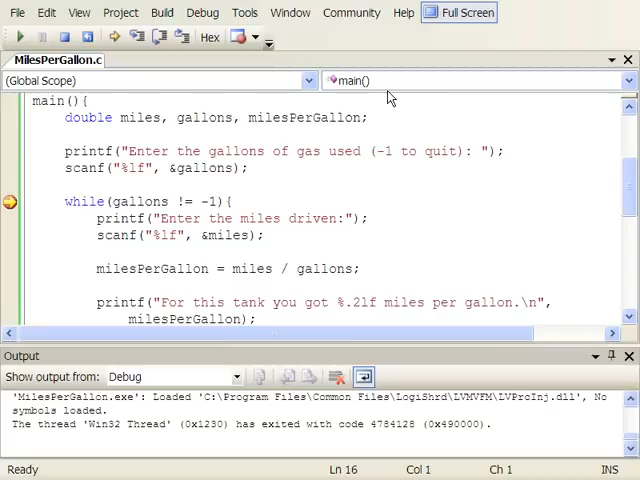 File Edit View Project Build Debug Tools Window Community Help Full Screen
Hex
MilesPerGallon.c
(Global Scope) main()
main(){
double miles, gallons, milesPerGallon;
printf("Enter the gallons of gas used (-1 to quit): ");
scanf("%lf", &gallons);
while(gallons != -1){
printf("Enter the miles driven:");
scanf("%lf", &miles);
milesPerGallon = miles / gallons;
printf("For this tank you got %.2lf miles per gallon.\n",
milesPerGallon);
Output
Show output from: Debug
'MilesPerGallon.exe': Loaded 'C:\Program Files\Common Files\LogiShrd\LVMVFM\LVPrcInj.dll', No
symbols loaded.
The thread 'Win32 Thread' (0x1230) has exited with code 4784128 (0x490000).
Ready Ln 16 Col 1 Ch 1 INS